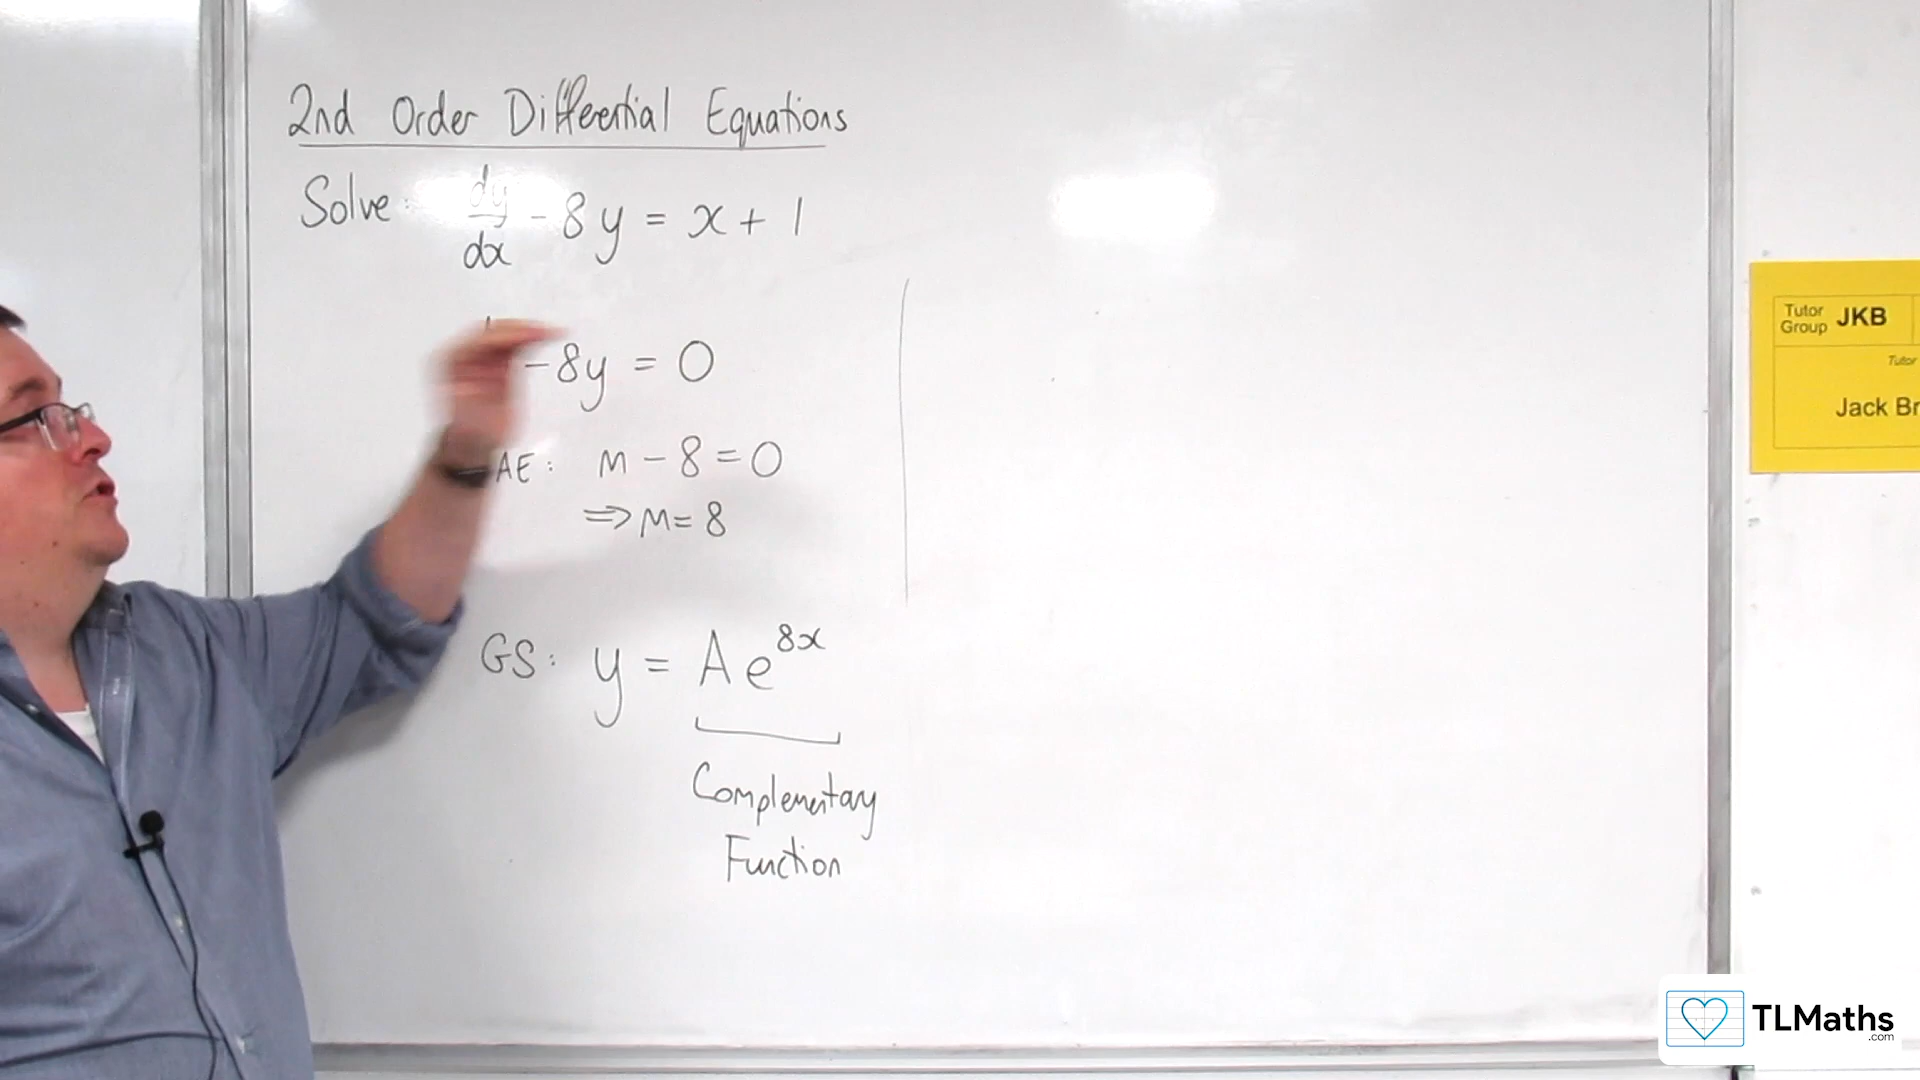 2nd Order Differential Equations
Solve: dy/dx - 8y = x + 1
-8y = 0
AE: m - 8 = 0
⇒ m = 8
GS: y = Ae^8x
Complementary
Function
Tutor Group JKB
Tutor
Jack Br
TLMaths
.com